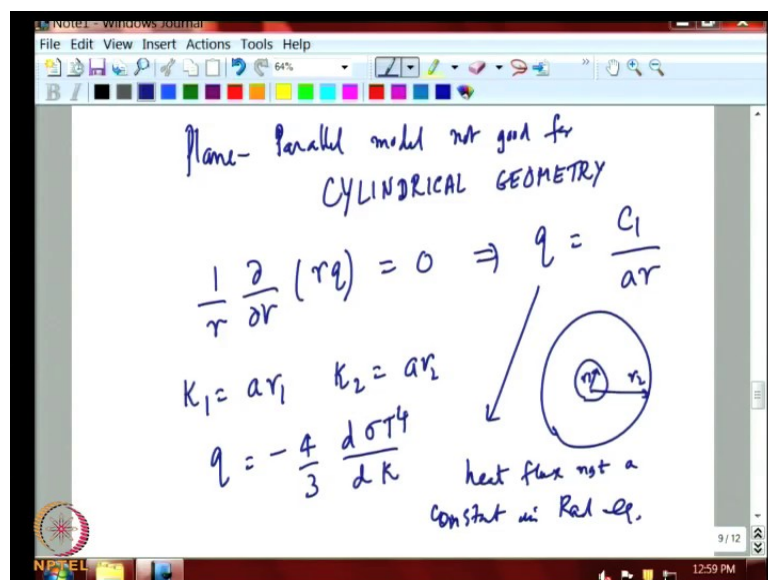 Note1 - Windows Journal
File Edit View Insert Actions Tools Help
64%
B I
Plane- Parallel model not good for
CYLINDRICAL GEOMETRY
1/r ∂/∂r (rq) = 0 ⇒ q = C1/ar
K1 = ar1 K2 = ar2
r1 r2
q = - 4/3 dσT4/dK
heat flux not a
constant in Rad eq.
9/12
NPTEL
12:59 PM